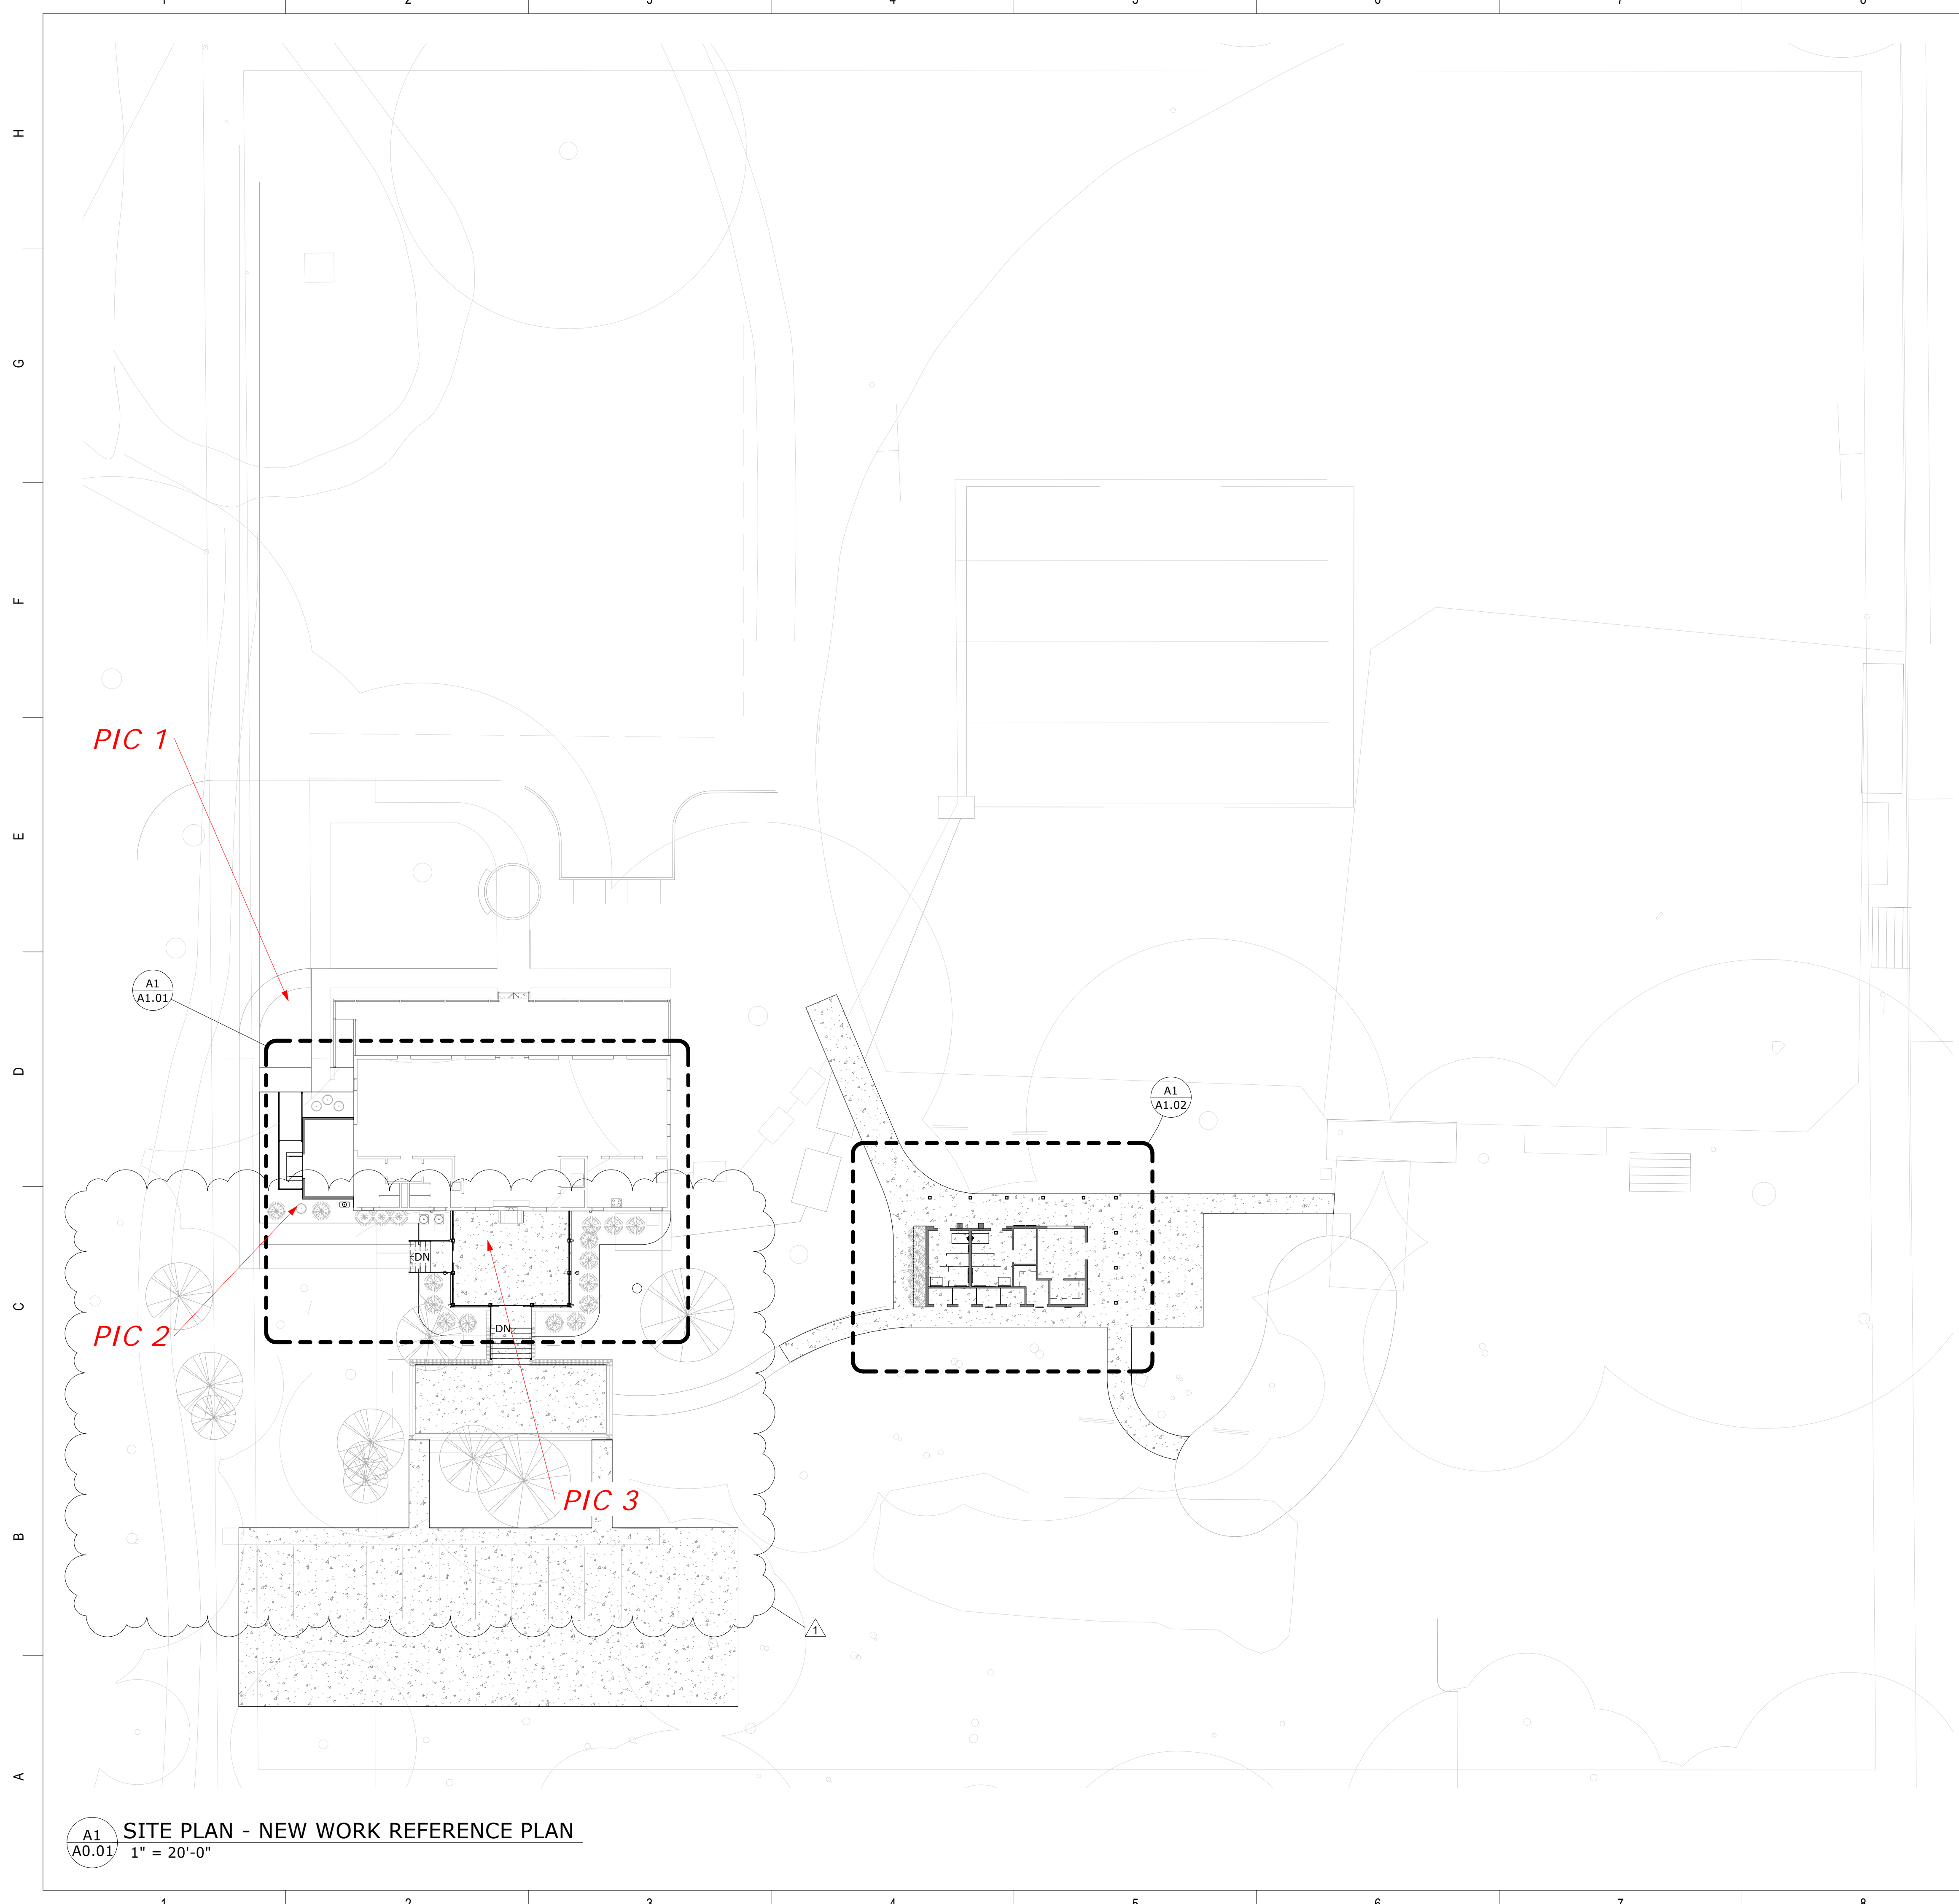 1 2 3 4 5 6 7 8
H
G
F
PIC 1
E
A1
A1.01
D
A1
A1.02
DN
C
DN
PIC 2
PIC 3
B
1
A
A1
A0.01
SITE PLAN - NEW WORK REFERENCE PLAN
1" = 20'-0"
1 2 3 4 5 6 7 8